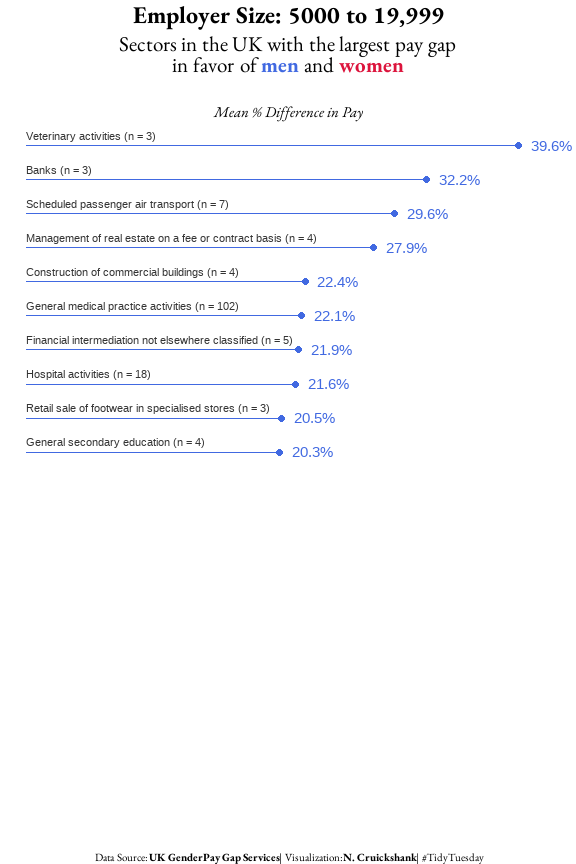 Employer Size: 5000 to 19,999
Sectors in the UK with the largest pay gap
in favor of men and women
Mean % Difference in Pay
Veterinary activities (n = 3)
39.6%
Banks (n = 3)
32.2%
Scheduled passenger air transport (n = 7)
29.6%
Management of real estate on a fee or contract basis (n = 4)
27.9%
Construction of commercial buildings (n = 4)
22.4%
General medical practice activities (n = 102)
22.1%
Financial intermediation not elsewhere classified (n = 5)
21.9%
Hospital activities (n = 18)
21.6%
Retail sale of footwear in specialised stores (n = 3)
20.5%
General secondary education (n = 4)
20.3%
Data Source: UK Gender Pay Gap Services| Visualization: N. Cruickshank| #TidyTuesday